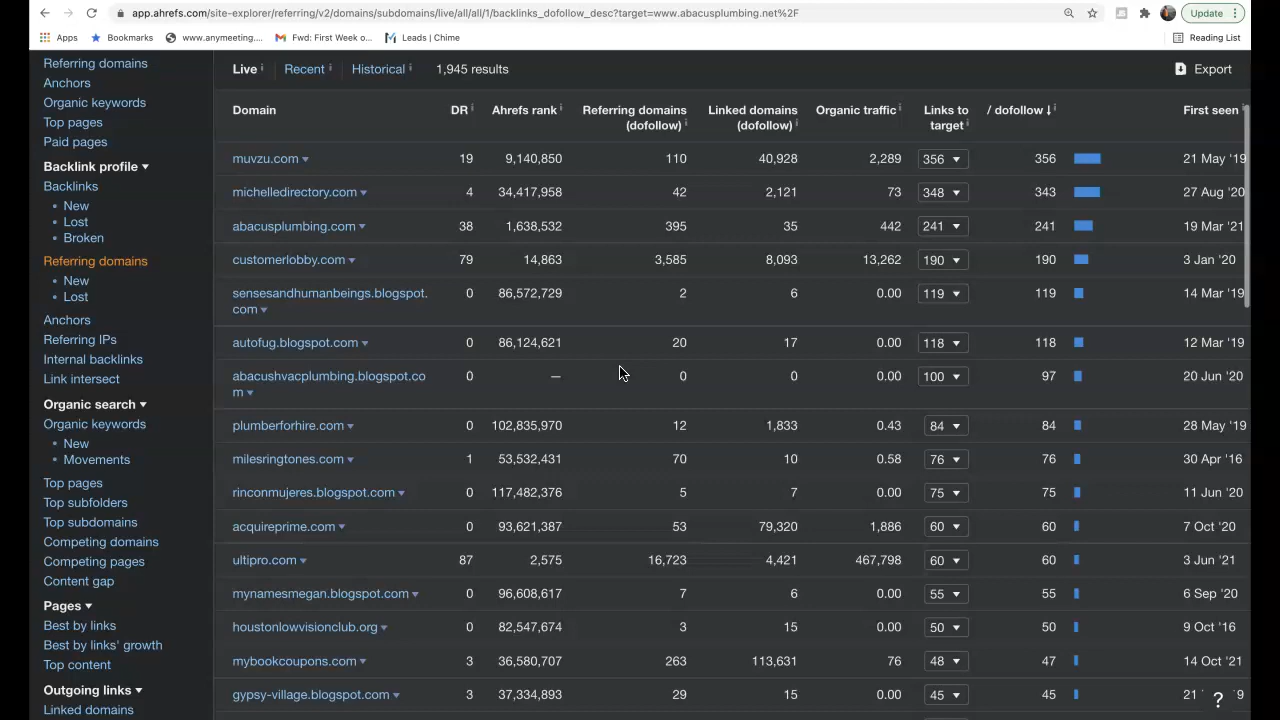 app.ahrefs.com/site-explorer/referring/v2/domains/subdomains/live/all/all/1/backlinks_dofollow_desc?target=www.abacusplumbing.net%2F
Update
Apps
Bookmarks
www.anymeeting....
Fwd: First Week o...
Leads | Chime
Reading List
Referring domains
Anchors
Organic keywords
Top pages
Paid pages
Backlink profile
Backlinks
• New
• Lost
• Broken
Referring domains
• New
• Lost
Anchors
Referring IPs
Internal backlinks
Link intersect
Organic search
Organic keywords
• New
• Movements
Top pages
Top subfolders
Top subdomains
Competing domains
Competing pages
Content gap
Pages
Best by links
Best by links' growth
Top content
Outgoing links
Linked domains
Live Recent Historical 1,945 results Export
Domain DR Ahrefs rank Referring domains (dofollow) Linked domains (dofollow) Organic traffic Links to target / dofollow ↓ First seen
muvzu.com 19 9,140,850 110 40,928 2,289 356 356 21 May '19
michelledirectory.com 4 34,417,958 42 2,121 73 348 343 27 Aug '20
abacusplumbing.com 38 1,638,532 395 35 442 241 241 19 Mar '21
customerlobby.com 79 14,863 3,585 8,093 13,262 190 190 3 Jan '20
sensesandhumanbeings.blogspot.com 0 86,572,729 2 6 0.00 119 119 14 Mar '19
autofug.blogspot.com 0 86,124,621 20 17 0.00 118 118 12 Mar '19
abacushvacplumbing.blogspot.com 0 — 0 0 0.00 100 97 20 Jun '20
plumberforhire.com 0 102,835,970 12 1,833 0.43 84 84 28 May '19
milesringtones.com 1 53,532,431 70 10 0.58 76 76 30 Apr '16
rinconmujeres.blogspot.com 0 117,482,376 5 7 0.00 75 75 11 Jun '20
acquireprime.com 0 93,621,387 53 79,320 1,886 60 60 7 Oct '20
ultipro.com 87 2,575 16,723 4,421 467,798 60 60 3 Jun '21
mynamesmegan.blogspot.com 0 96,608,617 7 6 0.00 55 55 6 Sep '20
houstonlowvisionclub.org 0 82,547,674 3 15 0.00 50 50 9 Oct '16
mybookcoupons.com 3 36,580,707 263 113,631 76 48 47 14 Oct '21
gypsy-village.blogspot.com 3 37,334,893 29 15 0.00 45 45 21
?